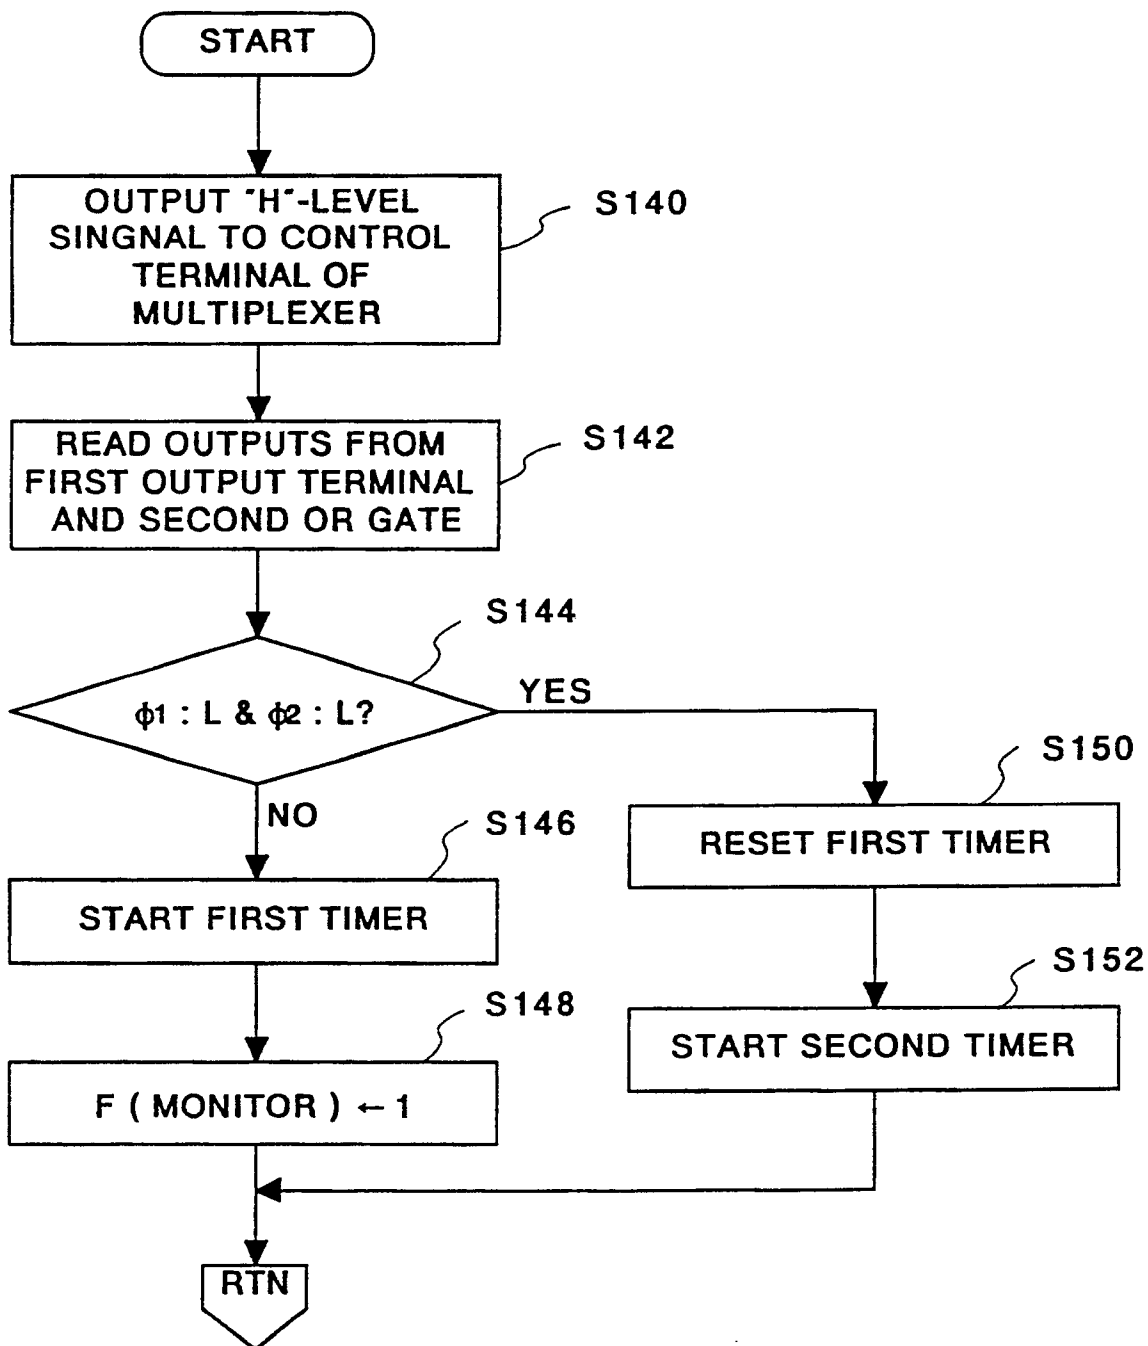 START
OUTPUT "H"-LEVEL
SINGNAL TO CONTROL
TERMINAL OF
MULTIPLEXER
S140
READ OUTPUTS FROM
FIRST OUTPUT TERMINAL
AND SECOND OR GATE
S142
S144
ϕ1 : L & ϕ2 : L?
YES
NO
S146
START FIRST TIMER
S148
F ( MONITOR ) ← 1
S150
RESET FIRST TIMER
S152
START SECOND TIMER
RTN